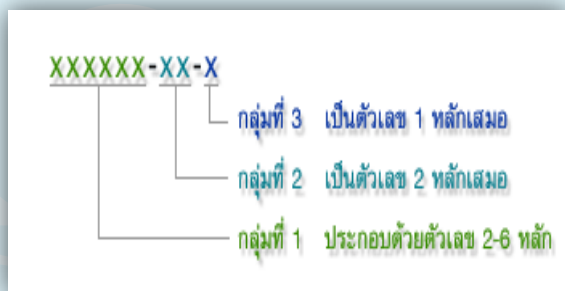 XXXXXX-XX-X
กลุ่มที่ 3 เป็นตัวเลข 1 หลักเสมอ
กลุ่มที่ 2 เป็นตัวเลข 2 หลักเสมอ
กลุ่มที่ 1 ประกอบด้วยตัวเลข 2-6 หลัก